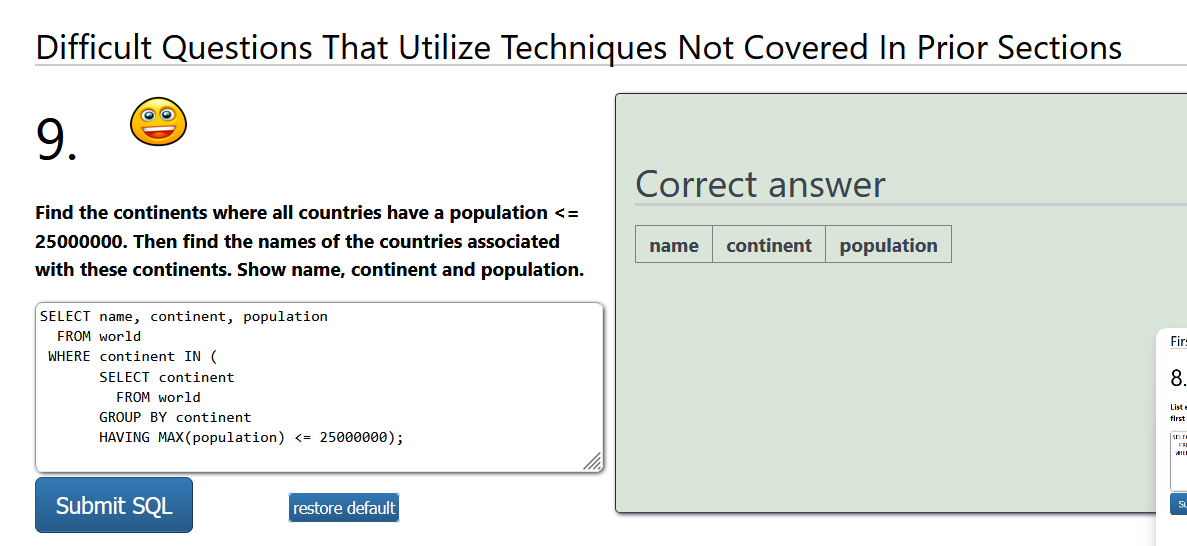 Difficult Questions That Utilize Techniques Not Covered In Prior Sections
9.
Find the continents where all countries have a population <=
25000000. Then find the names of the countries associated
with these continents. Show name, continent and population.
SELECT name, continent, population
FROM world
WHERE continent IN (
SELECT continent
FROM world
GROUP BY continent
HAVING MAX(population) <= 25000000);
Submit SQL
restore default
Correct answer
name continent population
8.
first